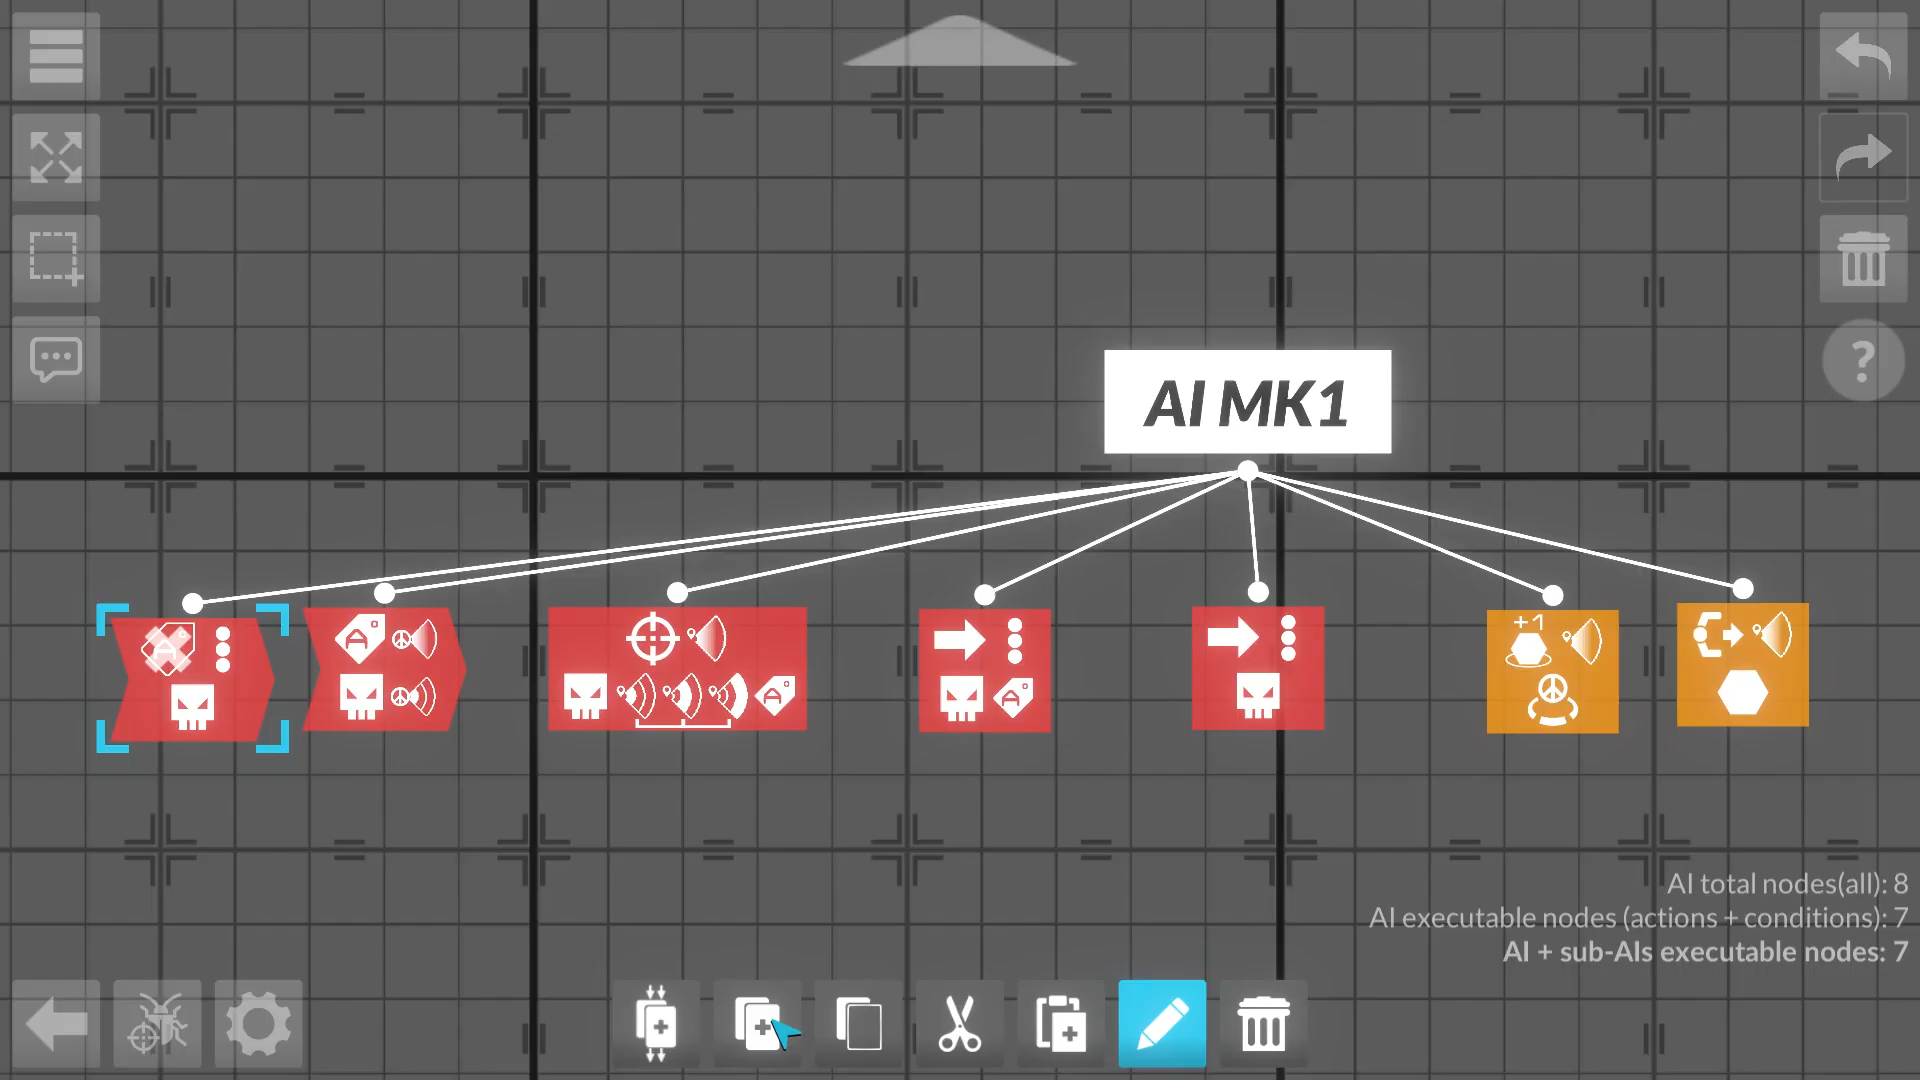 AI MK1
?
A
A
A
A
+1
AI total nodes(all): 8
AI executable nodes (actions + conditions): 7
AI + sub-AIs executable nodes: 7